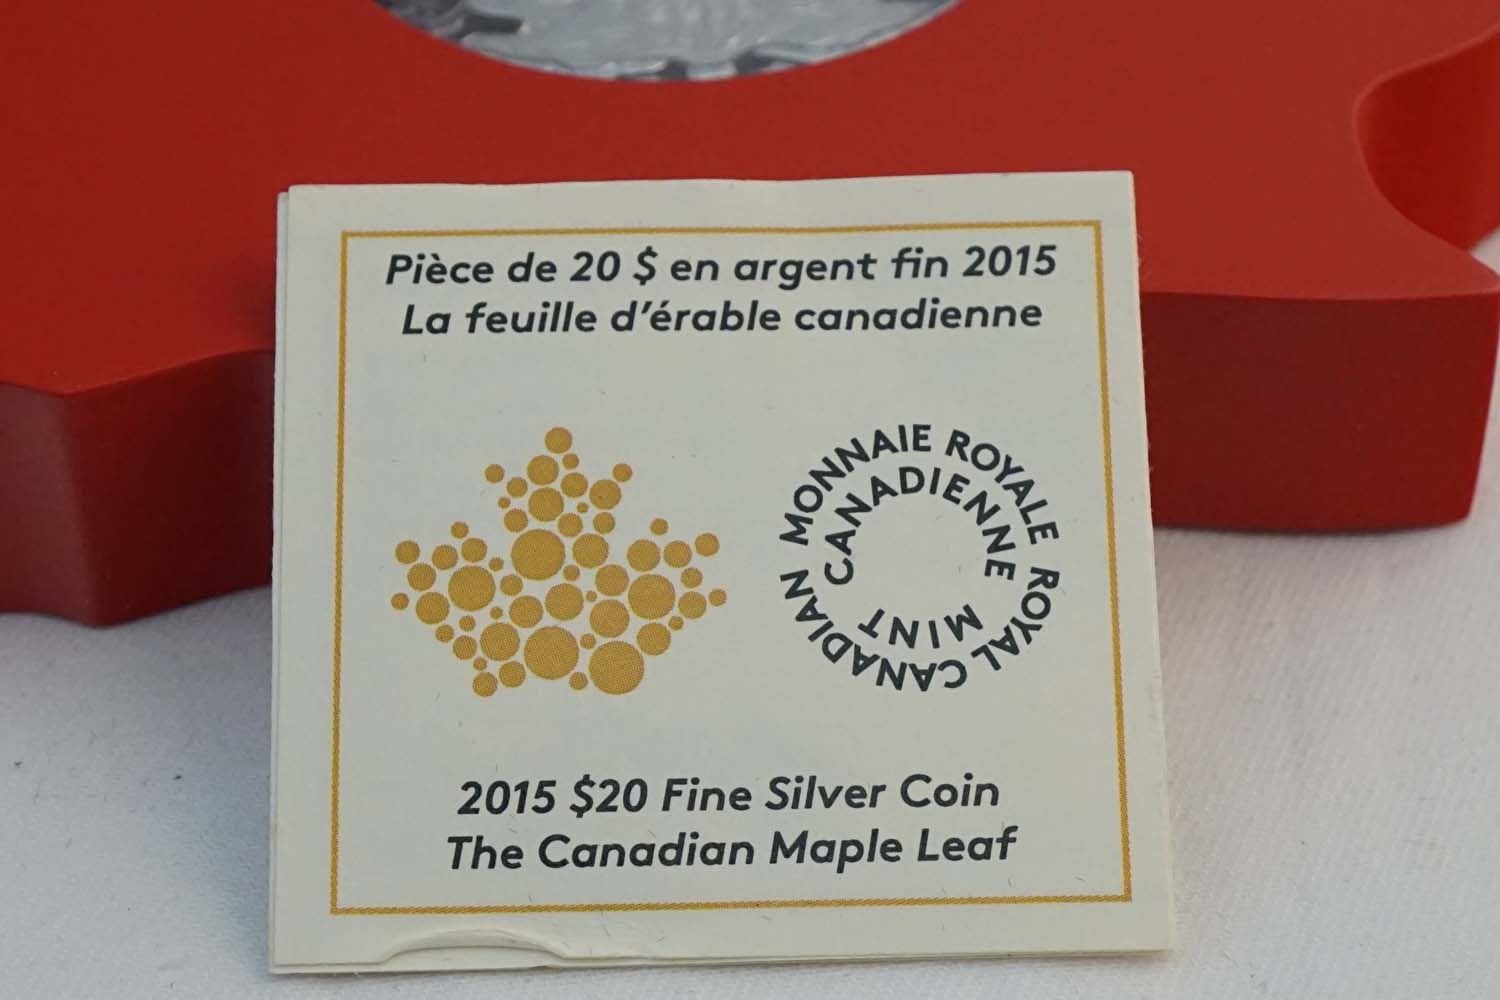 Pièce de 20 $ en argent fin 2015
La feuille d'érable canadienne
MONNAIE ROYALE
CANADIENNE
ROYAL CANADIAN
MINT
2015 $20 Fine Silver Coin
The Canadian Maple Leaf